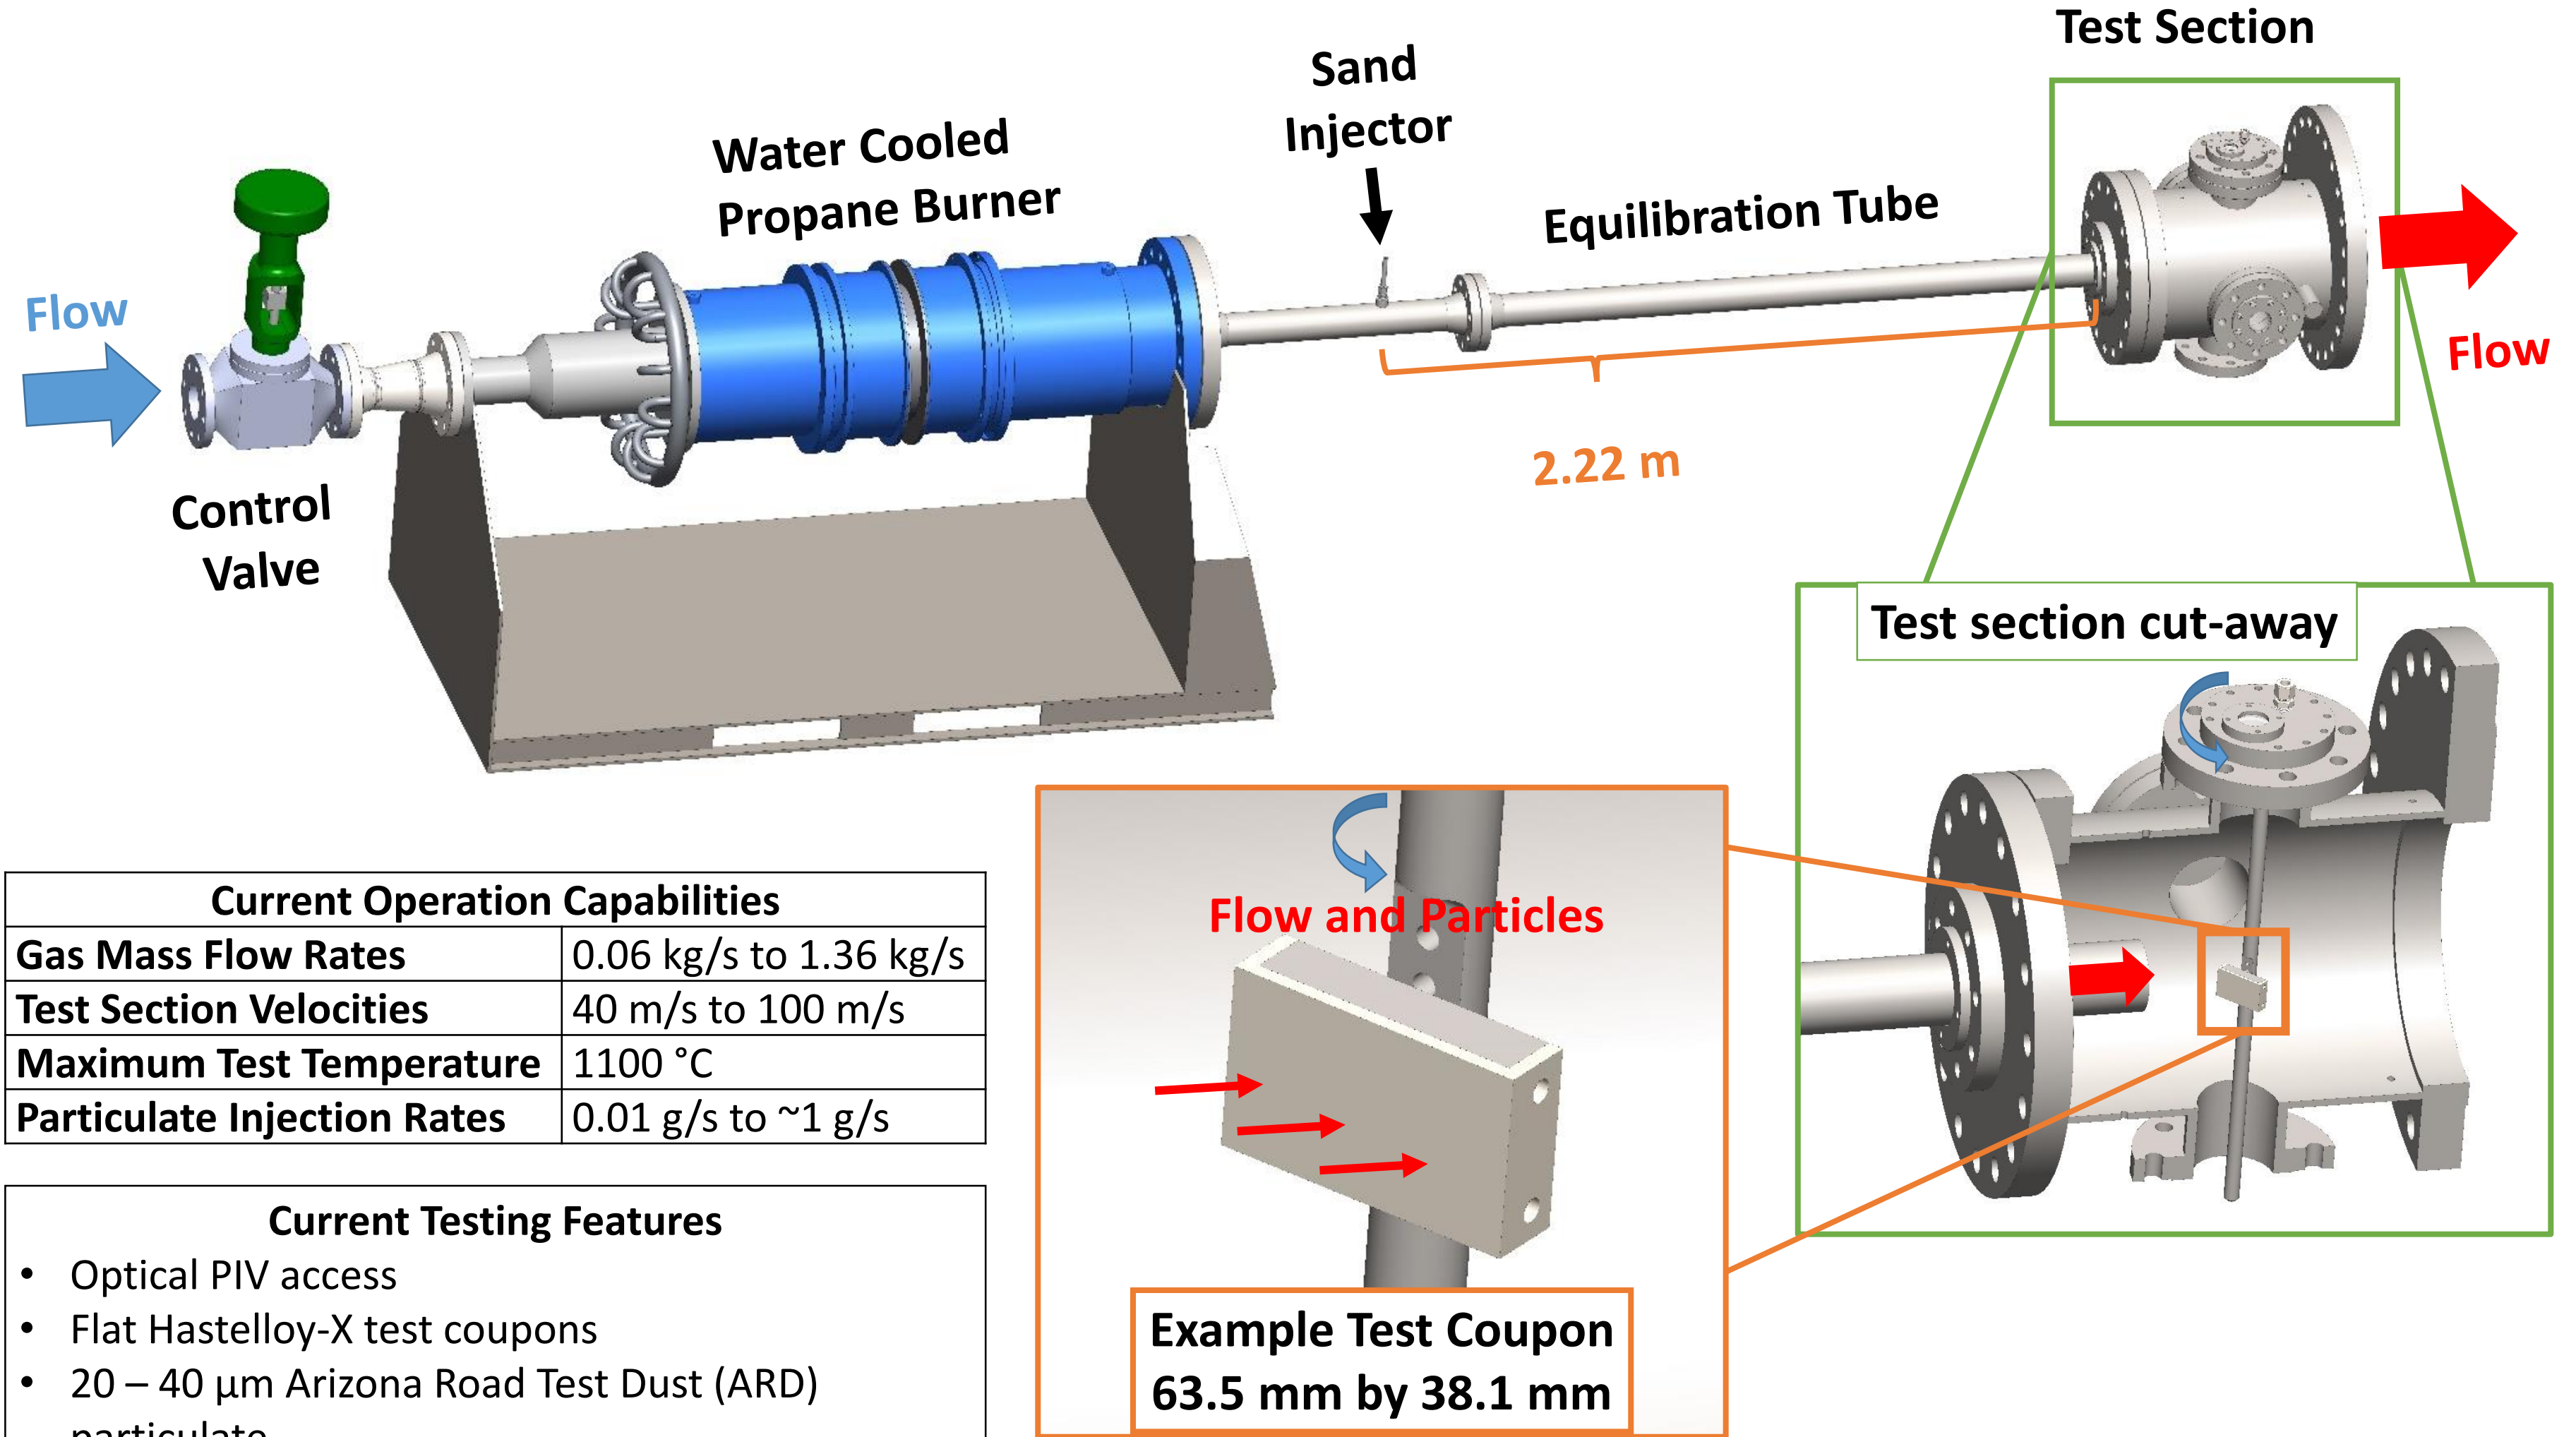 Test Section
Sand
Injector
Water Cooled
Propane Burner
Equilibration Tube
Flow
Flow
2.22 m
Control
Valve
Test section cut-away
Current Operation Capabilities
Gas Mass Flow Rates 0.06 kg/s to 1.36 kg/s
Test Section Velocities 40 m/s to 100 m/s
Maximum Test Temperature 1100 °C
Particulate Injection Rates 0.01 g/s to ~1 g/s
Flow and Particles
Example Test Coupon
63.5 mm by 38.1 mm
Current Testing Features
• Optical PIV access
• Flat Hastelloy-X test coupons
• 20 – 40 µm Arizona Road Test Dust (ARD)
particulate